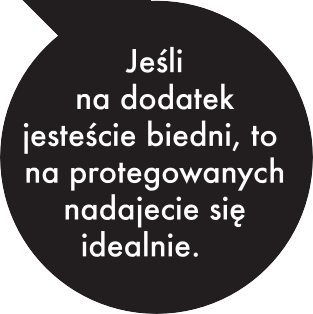 Jeśli
na dodatek
jesteście biedni, to
na protegowanych
nadajecie się
idealnie.